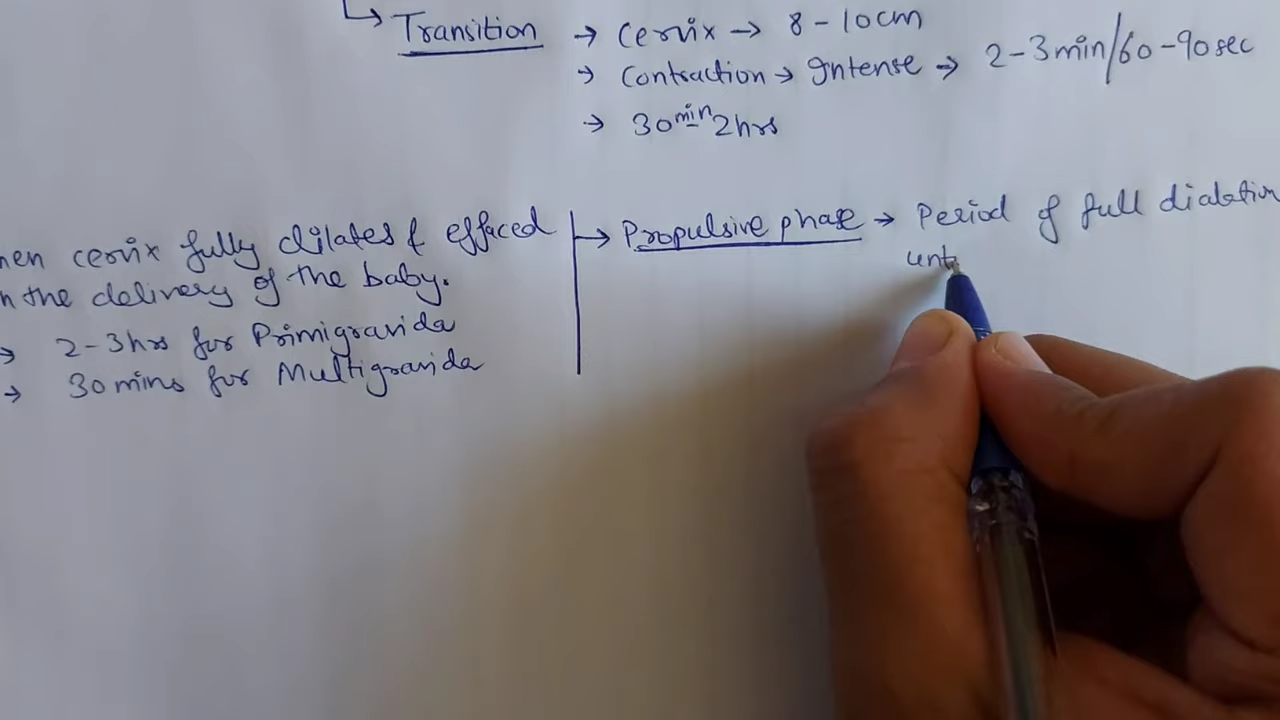 Transition → Cervix → 8 - 10cm
→ Contraction → Intense → 2-3min/60-90sec
→ 30min 2hrs
cervix fully dilates & effaced
the delivery of the baby.
→ 2-3hrs for Primigravida
→ 30mins for Multigravida
→ Propulsive phase → Period of full dialation
unt